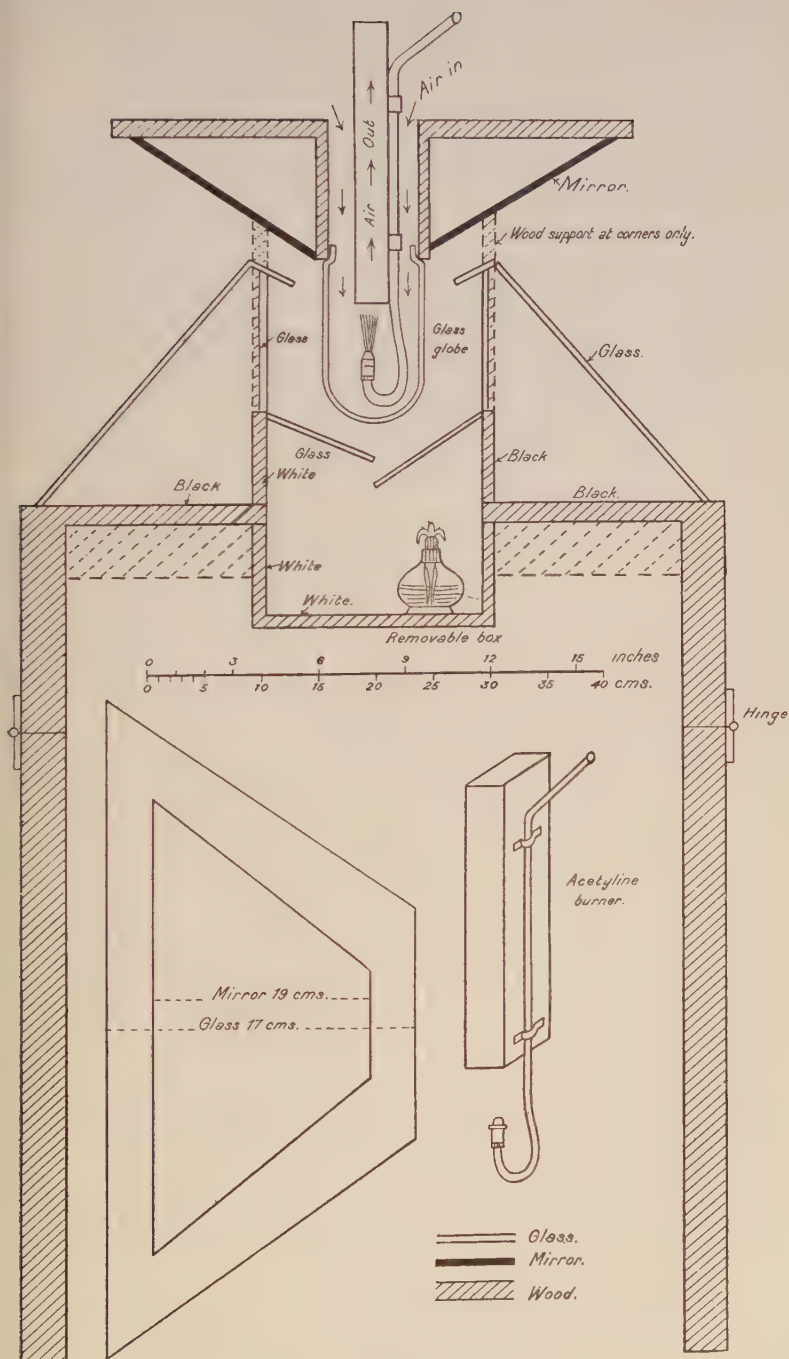 Air in
Air Out
Mirror.
Wood support at corners only.
Glass
Glass
globe
Glass.
Glass
Black
White
Black
Black.
White
White.
Removable box
0 3 6 9 12 15 inches
0 5 10 15 20 25 30 35 40 cms.
Hinge
Acetyline
burner.
Mirror 19 cms.
Glass 17 cms.
Glass.
Mirror.
Wood.